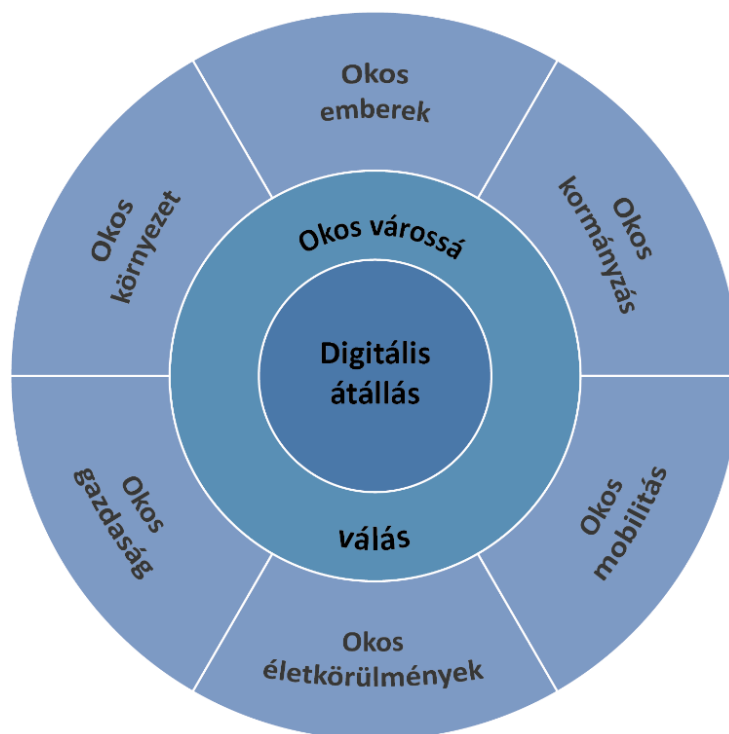 Okos
emberek
Okos
kormányzás
Okos
mobilitás
Okos
életkörülmények
Okos
gazdaság
Okos
környezet
Okos várossá
válás
Digitális
átállás